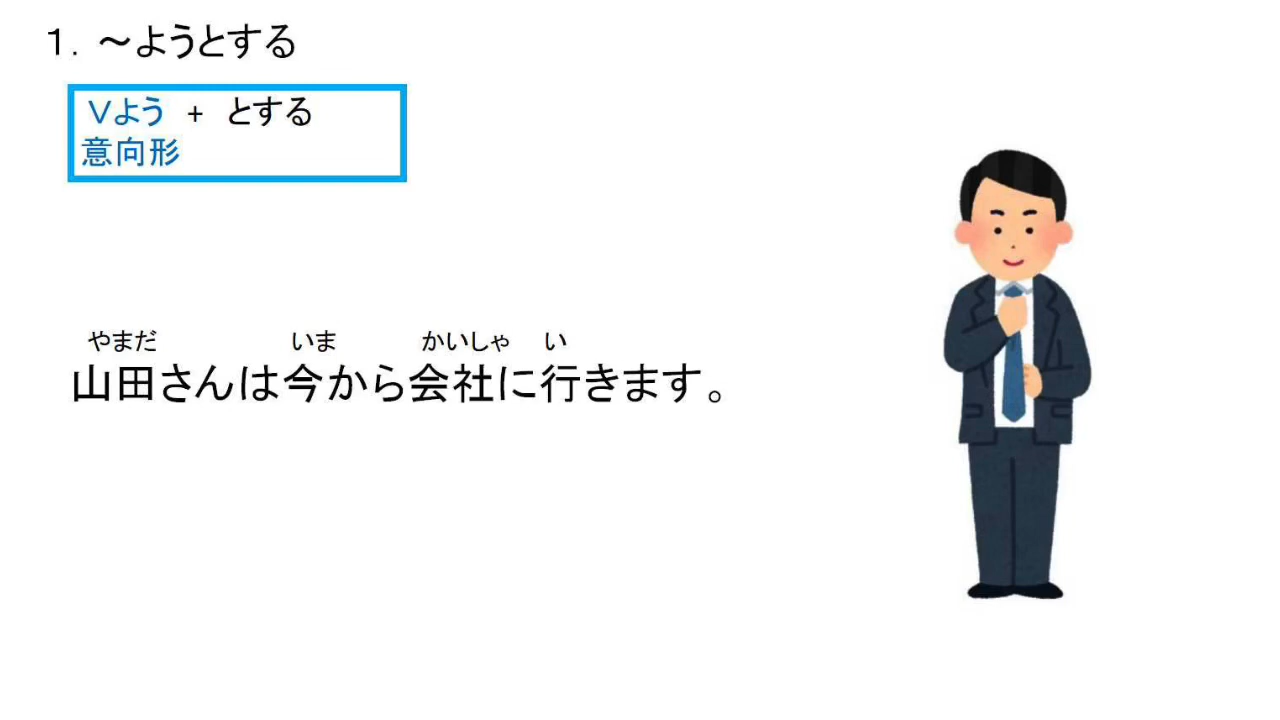 １．～ようとする
Ｖよう + とする
意向形
やまだ いま かいしゃ い
山田さんは今から会社に行きます。